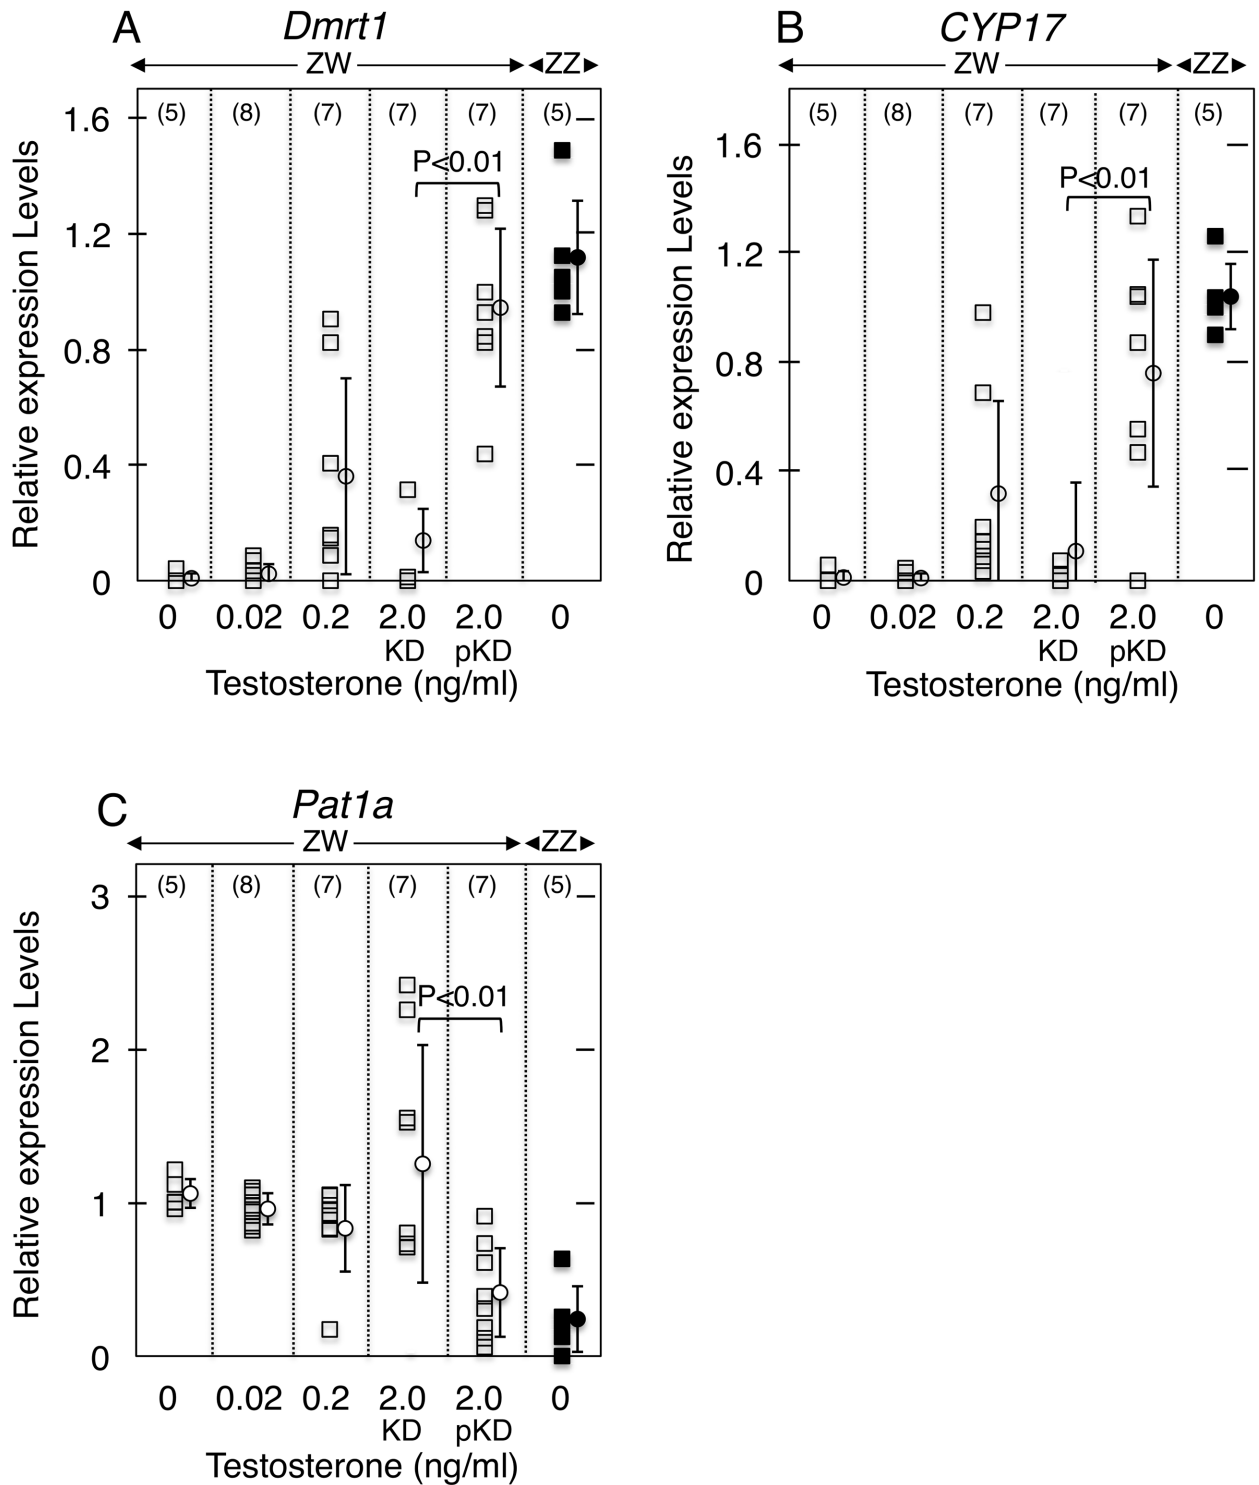 A Dmrt1
ZW ZZ
(5) (8) (7) (7) (7) (5)
1.6
P<0.01
1.2
0.8
0.4
0
Relative expression Levels
0 0.02 0.2 2.0 2.0 0
KD pKD
Testosterone (ng/ml)
B CYP17
ZW ZZ
(5) (8) (7) (7) (7) (5)
1.6
P<0.01
1.2
0.8
0.4
0
Relative expression Levels
0 0.02 0.2 2.0 2.0 0
KD pKD
Testosterone (ng/ml)
C Pat1a
ZW ZZ
(5) (8) (7) (7) (7) (5)
3
P<0.01
2
1
0
Relative expression Levels
0 0.02 0.2 2.0 2.0 0
KD pKD
Testosterone (ng/ml)